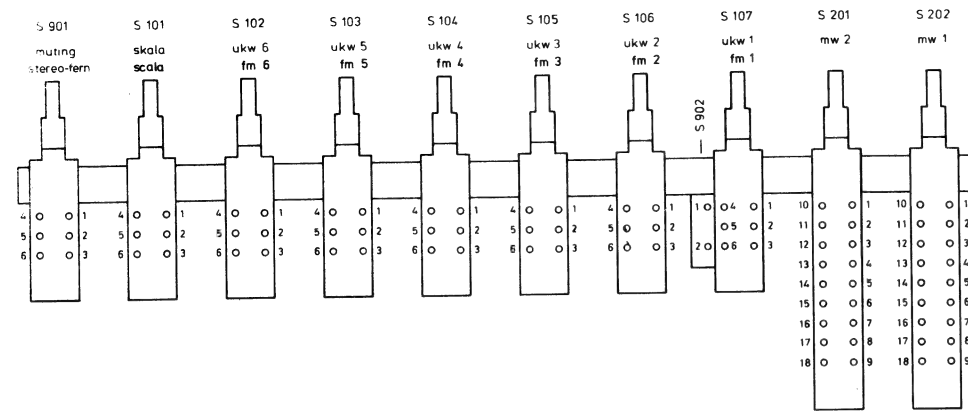 S 901 S 101 S 102 S 103 S 104 S 105 S 106 S 107 S 201 S 202
muting skala ukw 6 ukw 5 ukw 4 ukw 3 ukw 2 ukw 1 mw 2 mw 1
stereo-fern scala fm 6 fm 5 fm 4 fm 3 fm 2 fm 1
S 902
4 1 4 1 4 1 4 1 4 1 4 1 4 1 1 4 1 10 1 10 1
5 2 5 2 5 2 5 2 5 2 5 2 5 2 5 2 11 2 11 2
6 3 6 3 6 3 6 3 6 3 6 3 6 3 2 6 3 12 3 12 3
13 4 13 4
14 5 14 5
15 6 15 6
16 7 16 7
17 8 17 8
18 9 18 9